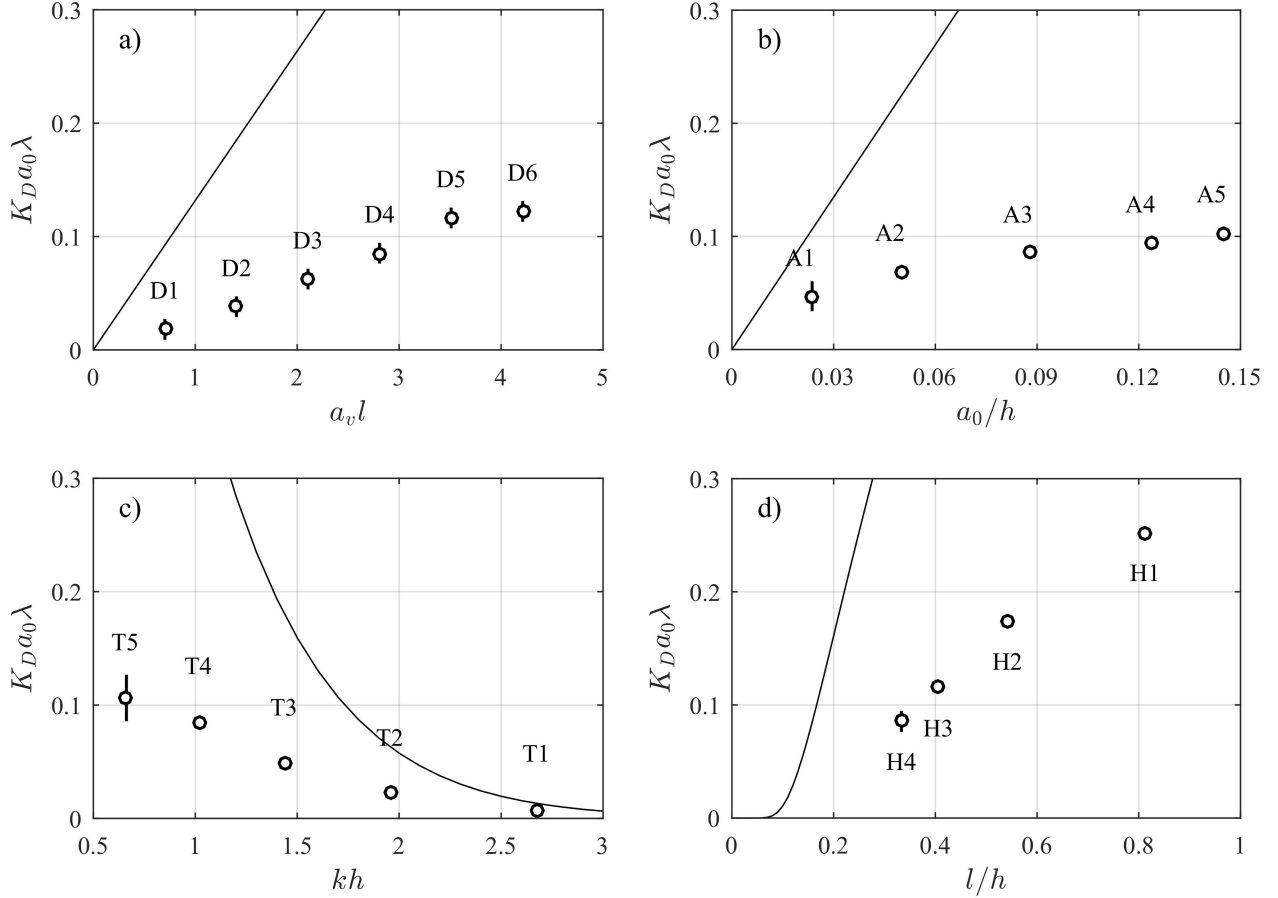 a)
0.3
0.2
0.1
0
K_D a_0 λ
D1
D2
D3
D4
D5
D6
0 1 2 3 4 5
a_v l
b)
0.3
0.2
0.1
0
K_D a_0 λ
A1
A2
A3
A4
A5
0 0.03 0.06 0.09 0.12 0.15
a_0/h
c)
0.3
0.2
0.1
0
K_D a_0 λ
T5
T4
T3
T2
T1
0.5 1 1.5 2 2.5 3
kh
d)
0.3
0.2
0.1
0
K_D a_0 λ
H1
H2
H3
H4
0 0.2 0.4 0.6 0.8 1
l/h